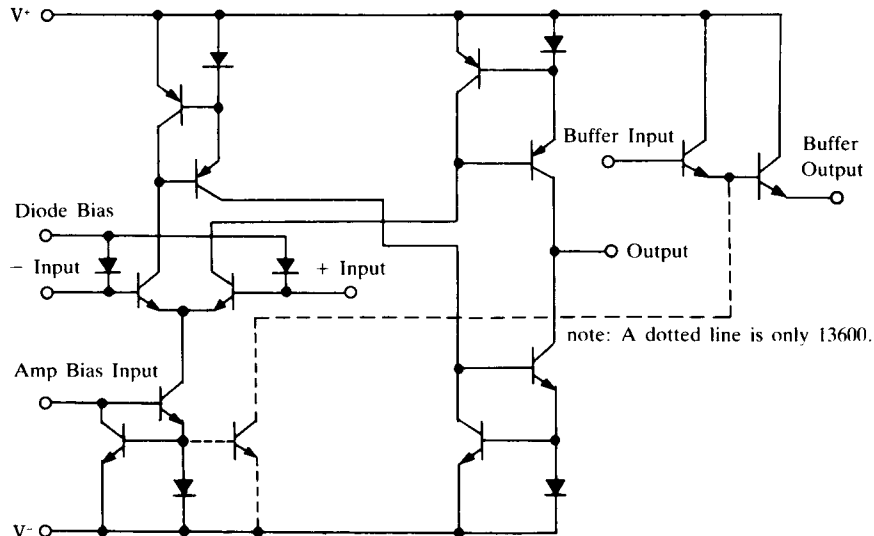 V+
Buffer Input
Buffer
Output
Diode Bias
− Input
+ Input
Output
note: A dotted line is only 13600.
Amp Bias Input
V−